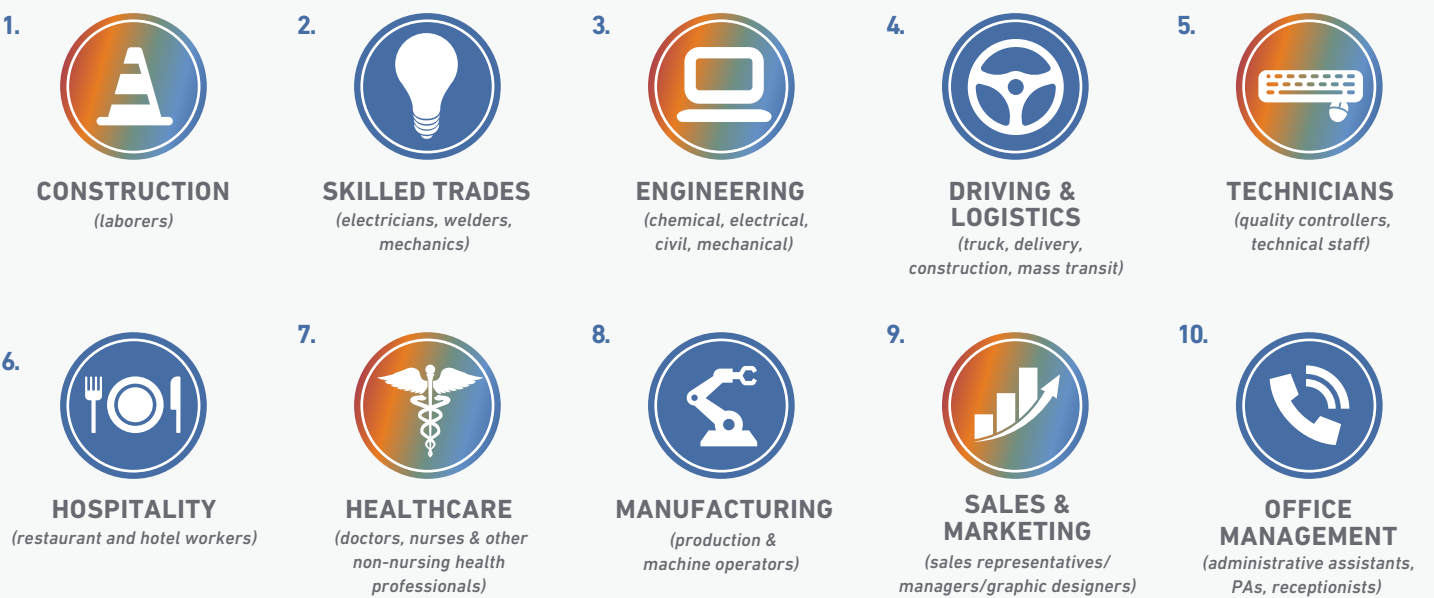 1.
CONSTRUCTION
(laborers)
2.
SKILLED TRADES
(electricians, welders,
mechanics)
3.
ENGINEERING
(chemical, electrical,
civil, mechanical)
4.
DRIVING &
LOGISTICS
(truck, delivery,
construction, mass transit)
5.
TECHNICIANS
(quality controllers,
technical staff)
6.
HOSPITALITY
(restaurant and hotel workers)
7.
HEALTHCARE
(doctors, nurses & other
non-nursing health
professionals)
8.
MANUFACTURING
(production &
machine operators)
9.
SALES &
MARKETING
(sales representatives/
managers/graphic designers)
10.
OFFICE
MANAGEMENT
(administrative assistants,
PAs, receptionists)